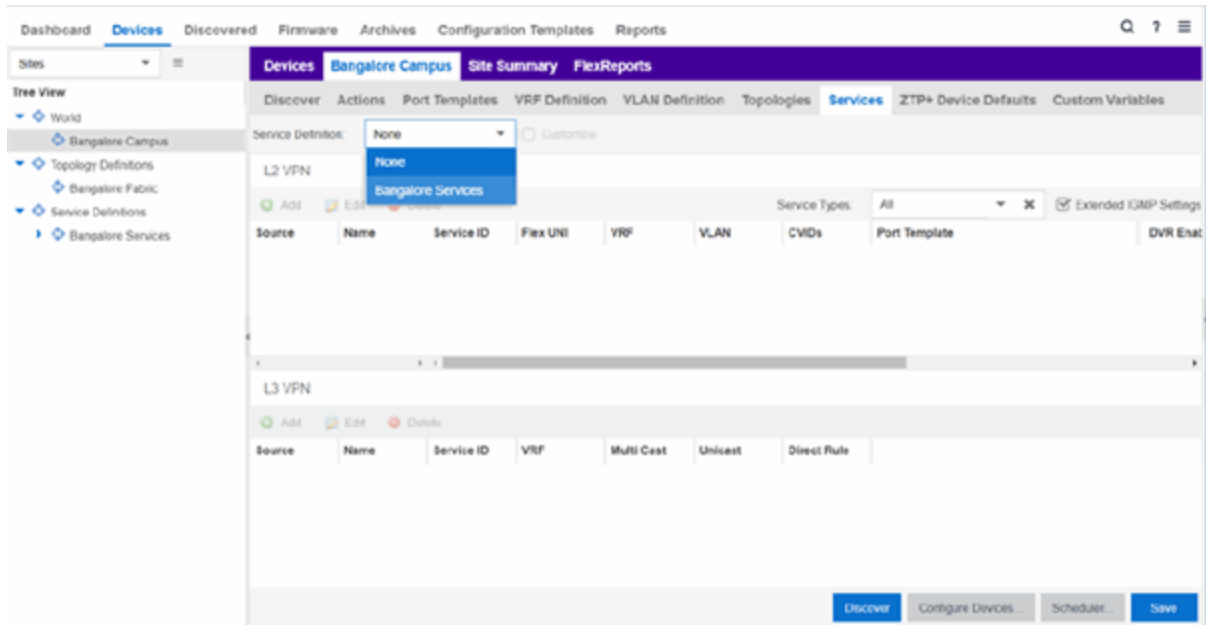 Dashboard Devices Discovered Firmware Archives Configuration Templates Reports
Sites
Devices Bangalore Campus Site Summary FlexReports
Tree View
Discover Actions Port Templates VRF Definition VLAN Definition Topologies Services ZTP+ Device Defaults Custom Variables
World
Bangalore Campus
Service Definition: None Customize
None
Bangalore Services
Topology Definitions
Bangalore Fabric
Service Definitions
Bangalore Services
L2 VPN
Add Edit Delete Service Types: All Extended IGMP Settings
Source Name Service ID Flex UNI VRF VLAN CVIDs Port Template DVR Enab
L3 VPN
Add Edit Delete
Source Name Service ID VRF Multi Cast Unicast Direct Rule
Discover Configure Devices... Scheduler... Save